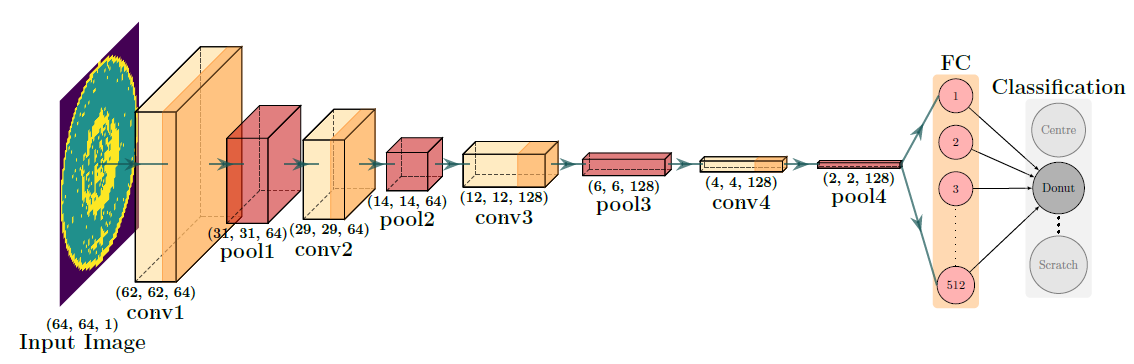 (64, 64, 1)
Input Image
(62, 62, 64)
conv1
(31, 31, 64)
pool1
(29, 29, 64)
conv2
(14, 14, 64)
pool2
(12, 12, 128)
conv3
(6, 6, 128)
pool3
(4, 4, 128)
conv4
(2, 2, 128)
pool4
FC
1
2
3
512
Classification
Centre
Donut
Scratch